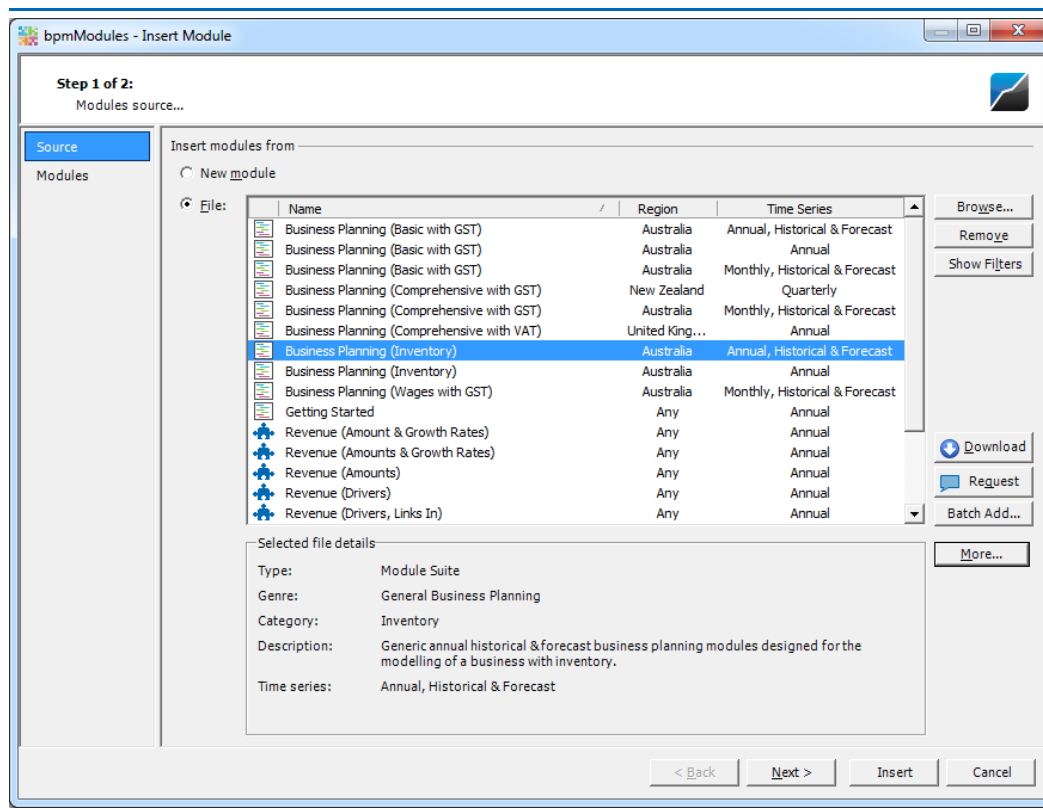 bpmModules - Insert Module
Step 1 of 2:
Modules source...
Source
Modules
Insert modules from
New module
File:
Name Region Time Series
Business Planning (Basic with GST) Australia Annual, Historical & Forecast
Business Planning (Basic with GST) Australia Annual
Business Planning (Basic with GST) Australia Monthly, Historical & Forecast
Business Planning (Comprehensive with GST) New Zealand Quarterly
Business Planning (Comprehensive with GST) Australia Monthly, Historical & Forecast
Business Planning (Comprehensive with VAT) United King... Annual
Business Planning (Inventory) Australia Annual, Historical & Forecast
Business Planning (Inventory) Australia Annual
Business Planning (Wages with GST) Australia Monthly, Historical & Forecast
Getting Started Any Annual
Revenue (Amount & Growth Rates) Any Annual
Revenue (Amounts & Growth Rates) Any Annual
Revenue (Amounts) Any Annual
Revenue (Drivers) Any Annual
Revenue (Drivers, Links In) Any Annual
Browse...
Remove
Show Filters
Download
Request
Batch Add...
More...
Selected file details
Type: Module Suite
Genre: General Business Planning
Category: Inventory
Description: Generic annual historical & forecast business planning modules designed for the
modelling of a business with inventory.
Time series: Annual, Historical & Forecast
< Back Next > Insert Cancel